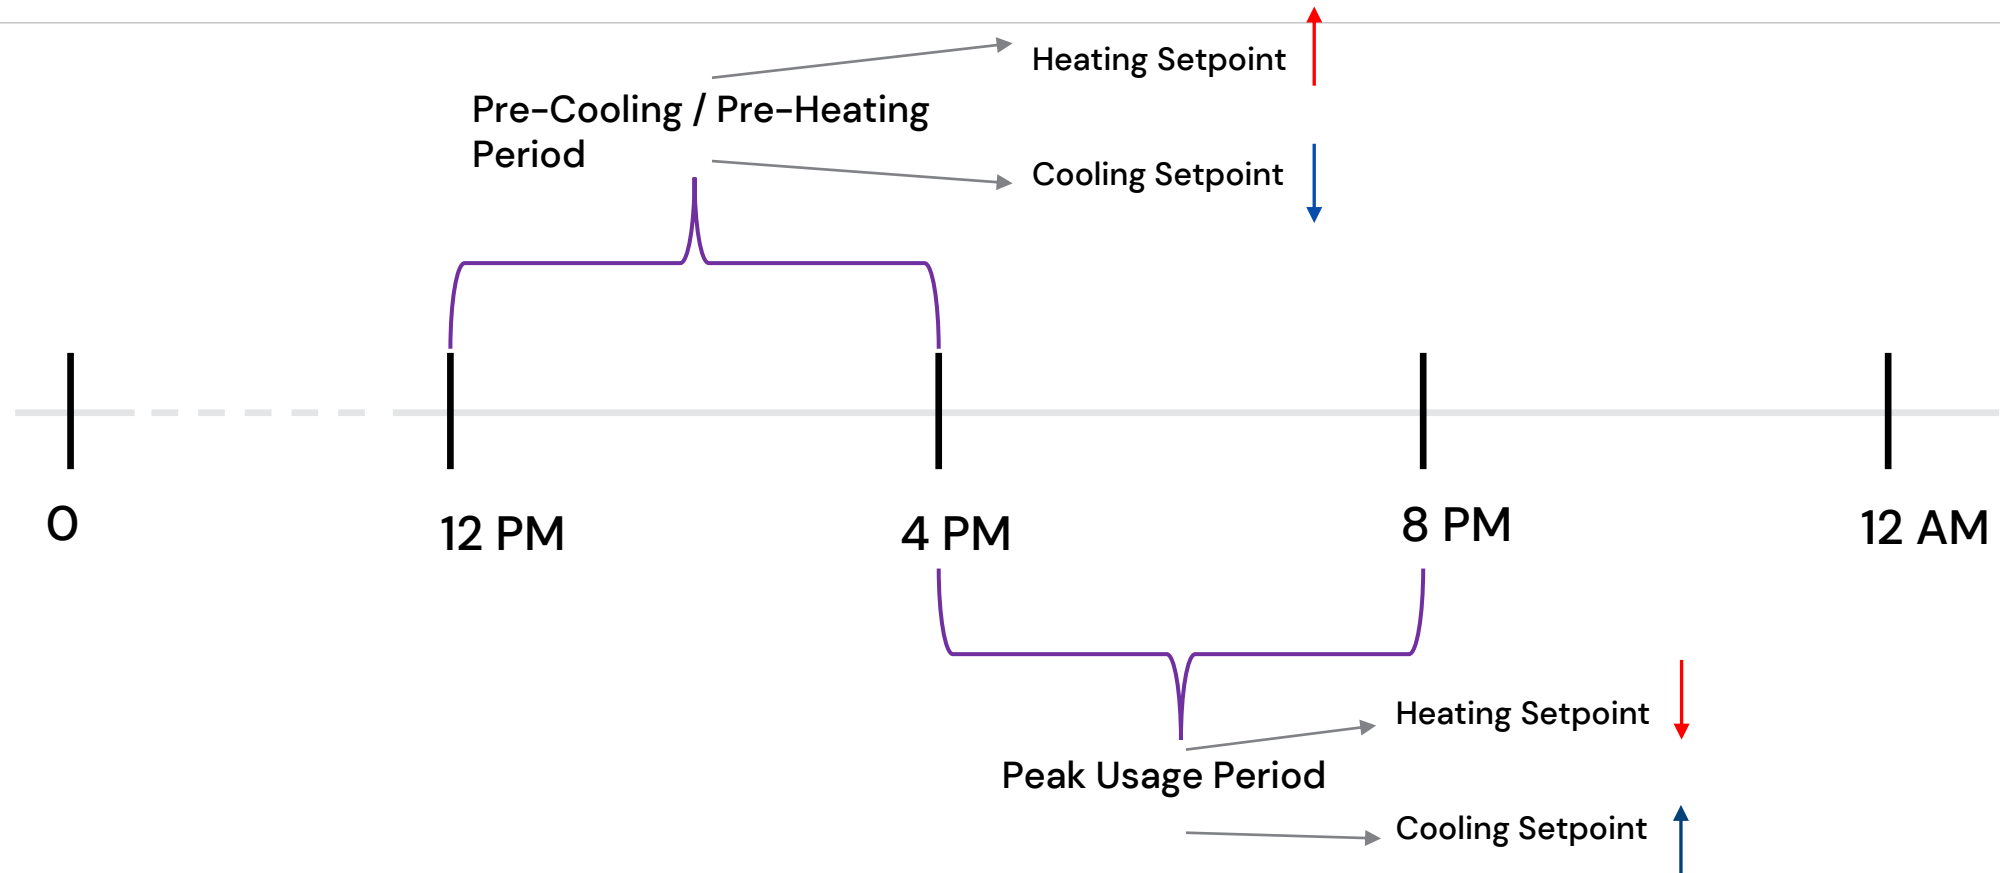 Heating Setpoint
Pre-Cooling / Pre-Heating
Period
Cooling Setpoint
0
12 PM
4 PM
8 PM
12 AM
Heating Setpoint
Peak Usage Period
Cooling Setpoint